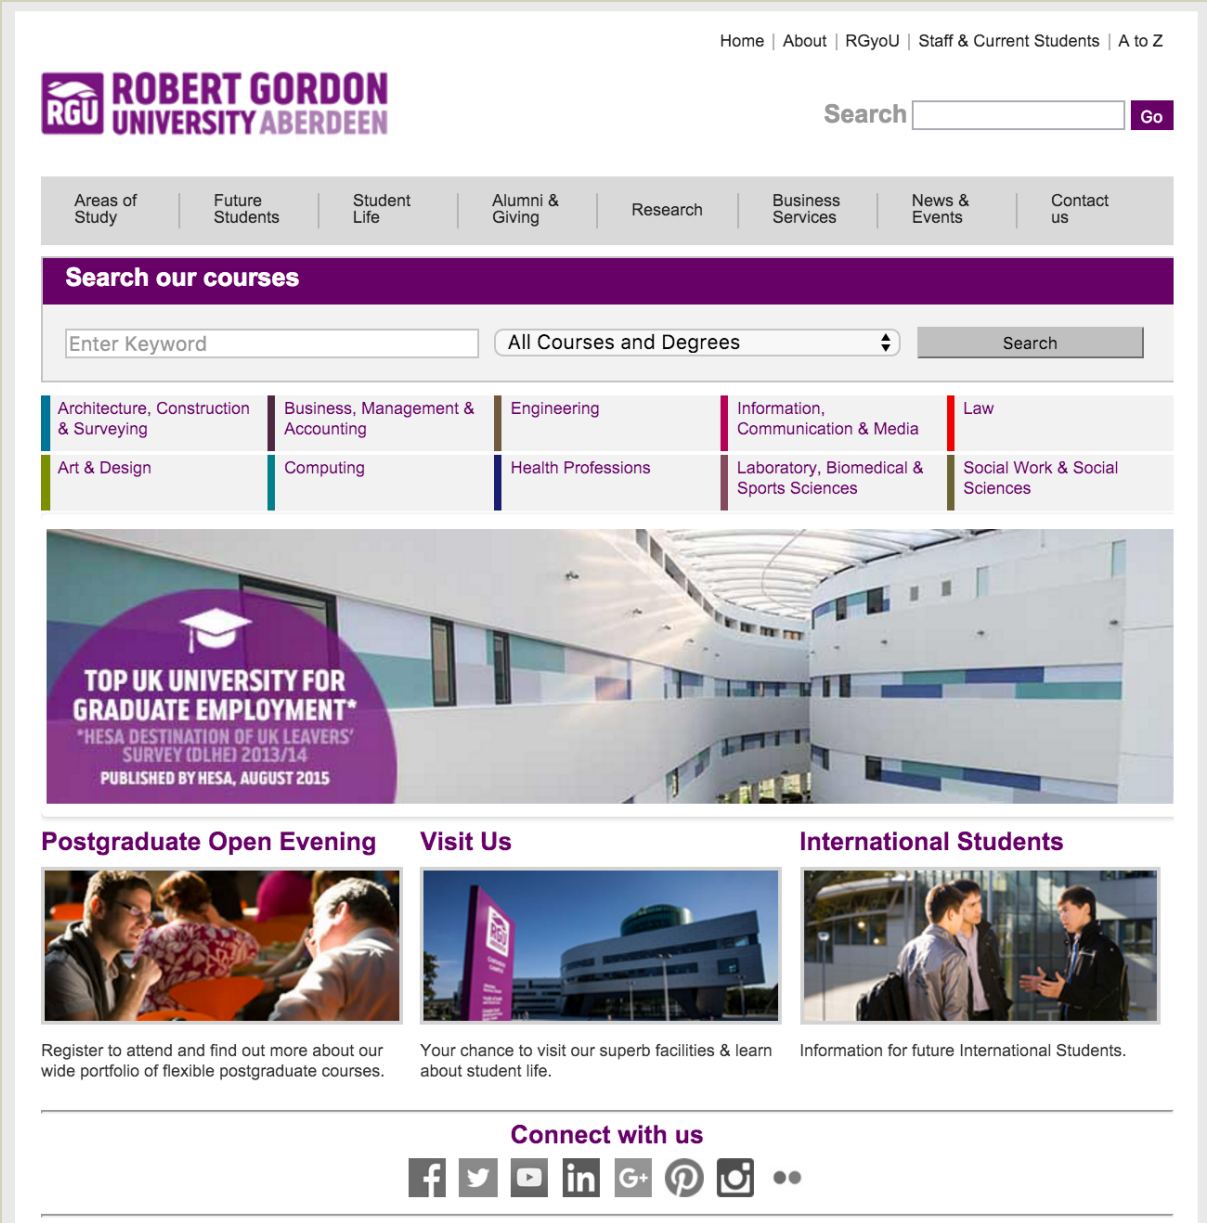 Home | About | RGyoU | Staff & Current Students | A to Z
RGU
ROBERT GORDON
UNIVERSITY ABERDEEN
Search
Go
Areas of
Study
Future
Students
Student
Life
Alumni &
Giving
Research
Business
Services
News &
Events
Contact
us
Search our courses
Enter Keyword
All Courses and Degrees
Search
Architecture, Construction
& Surveying
Business, Management &
Accounting
Engineering
Information,
Communication & Media
Law
Art & Design
Computing
Health Professions
Laboratory, Biomedical &
Sports Sciences
Social Work & Social
Sciences
TOP UK UNIVERSITY FOR
GRADUATE EMPLOYMENT*
*HESA DESTINATION OF UK LEAVERS'
SURVEY (DLHE) 2013/14
PUBLISHED BY HESA, AUGUST 2015
Postgraduate Open Evening
Visit Us
International Students
RGU
Register to attend and find out more about our
wide portfolio of flexible postgraduate courses.
Your chance to visit our superb facilities & learn
about student life.
Information for future International Students.
Connect with us